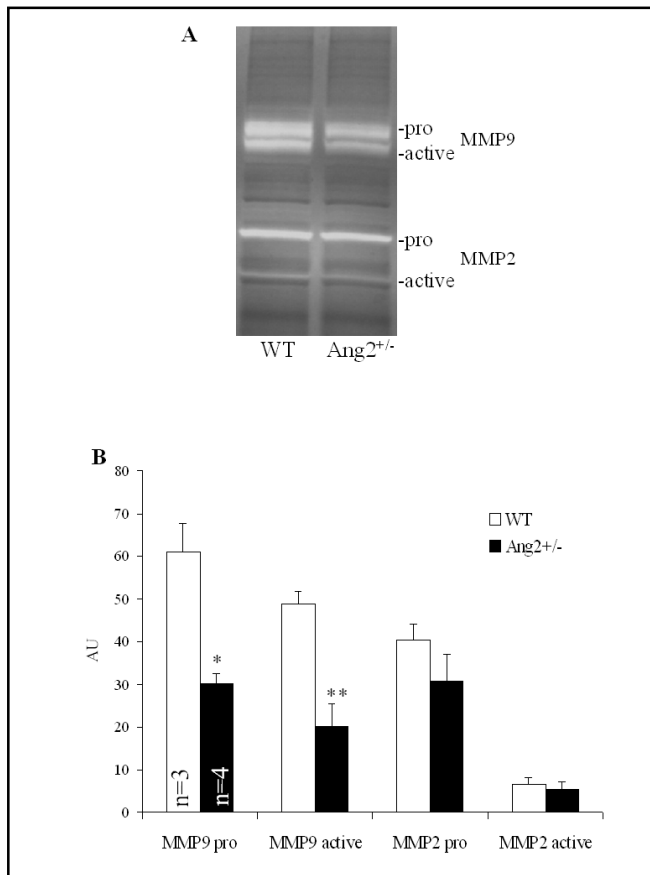 A
-pro
MMP9
-active
-pro
MMP2
-active
WT Ang2+/-
B
80
70
60
50
40
30
20
10
0
AU
WT
Ang2+/-
*
**
n=3
n=4
MMP9 pro MMP9 active MMP2 pro MMP2 active